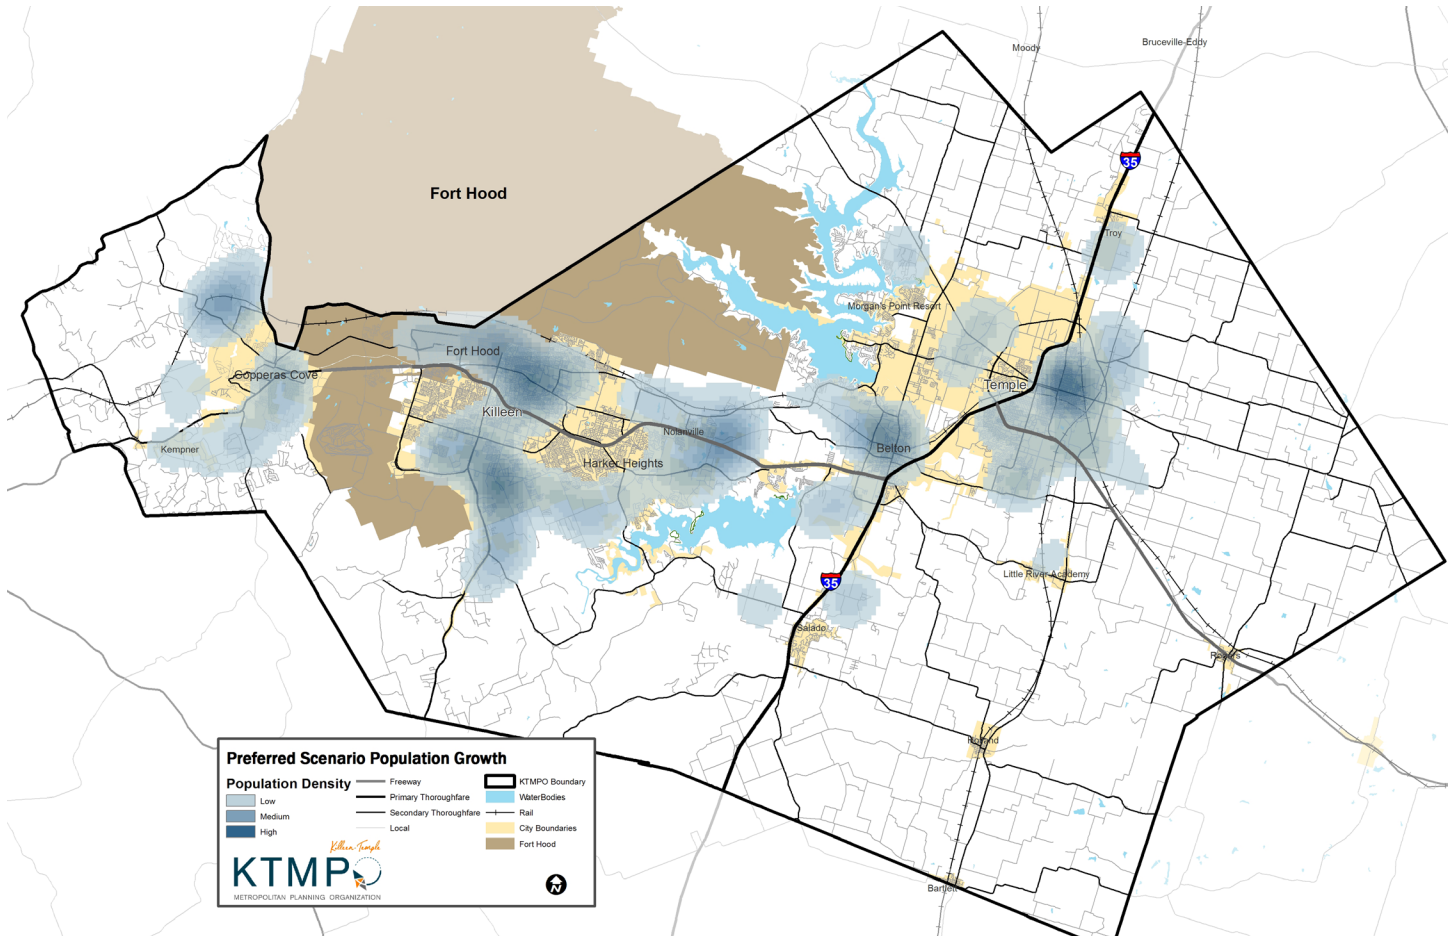 Moody
Bruceville-Eddy
35
Fort Hood
Troy
Morgan's Point Resort
Fort Hood
Copperas Cove
Temple
Killeen
Nolanville
Kempner
Belton
Harker Heights
Little River-Academy
35
Salado
Rogers
Holland
Bartlett
Preferred Scenario Population Growth
Population Density
Low
Medium
High
Freeway
Primary Thoroughfare
Secondary Thoroughfare
Local
KTMPO Boundary
WaterBodies
Rail
City Boundaries
Fort Hood
Killeen-Temple
KTMPO
METROPOLITAN PLANNING ORGANIZATION
N